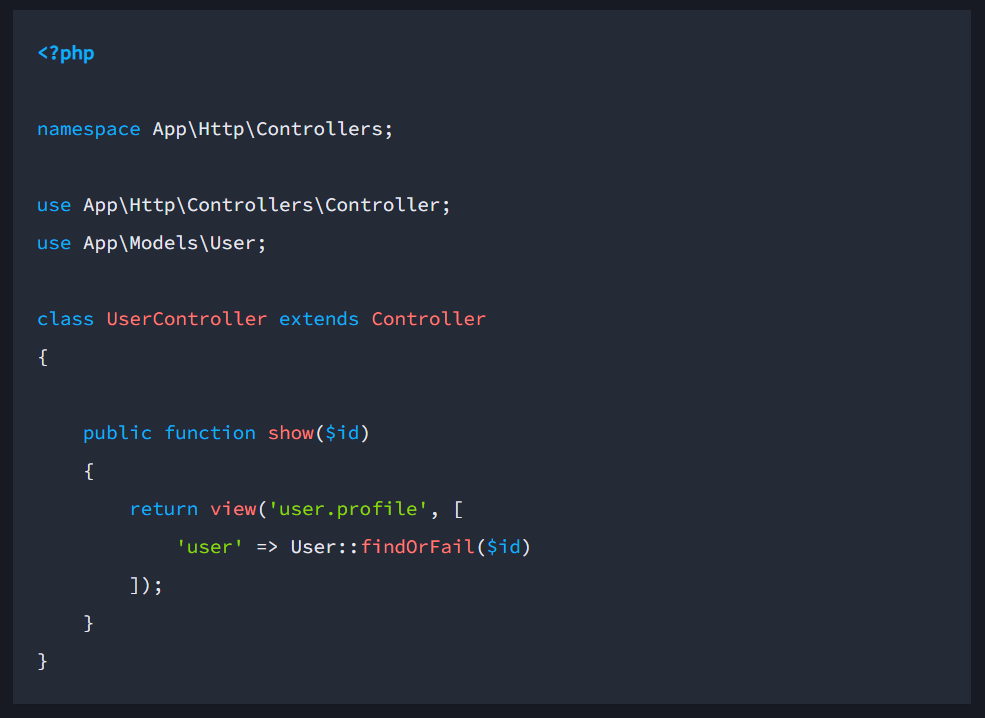 <?php
namespace App\Http\Controllers;
use App\Http\Controllers\Controller;
use App\Models\User;
class UserController extends Controller
{
    public function show($id)
    {
        return view('user.profile', [
            'user' => User::findOrFail($id)
        ]);
    }
}